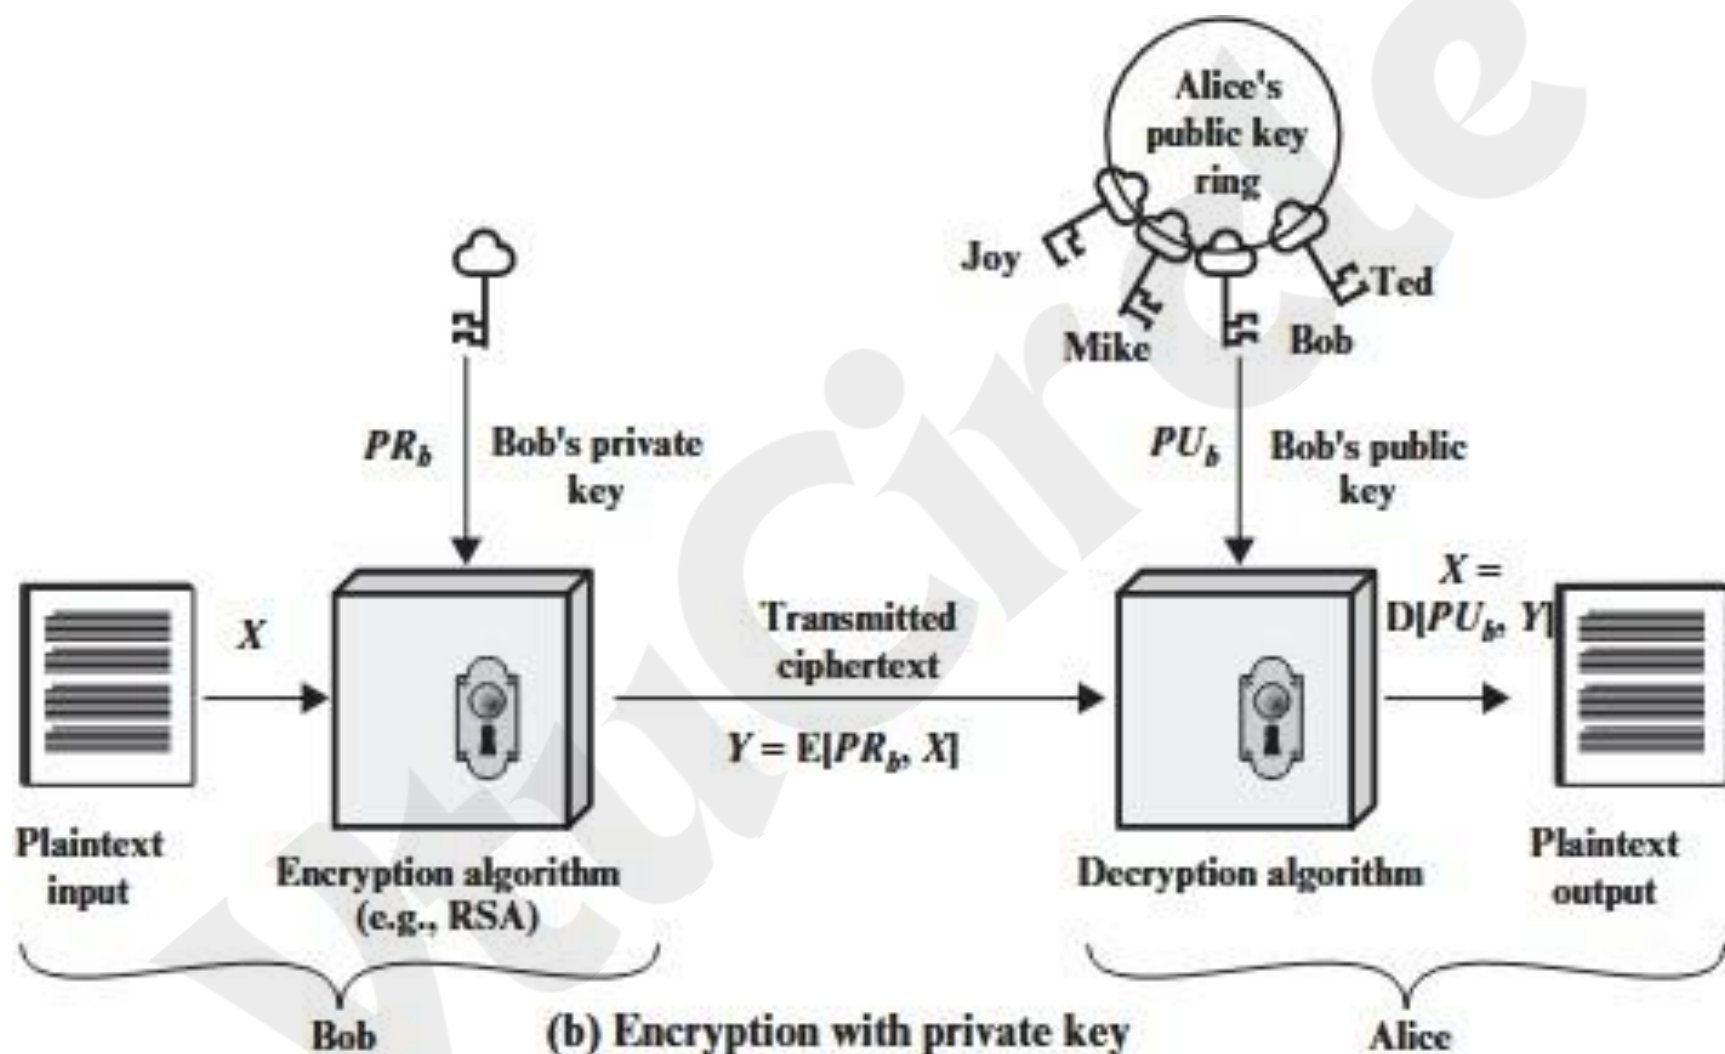 Alice's
public key
ring
Joy
Ted
Mike
Bob
PR_b
Bob's private
key
PU_b
Bob's public
key
X
Transmitted
ciphertext
X =
D[PU_b, Y]
Y = E[PR_b, X]
Plaintext
input
Encryption algorithm
(e.g., RSA)
Decryption algorithm
Plaintext
output
Bob
(b) Encryption with private key
Alice
VtuCircle